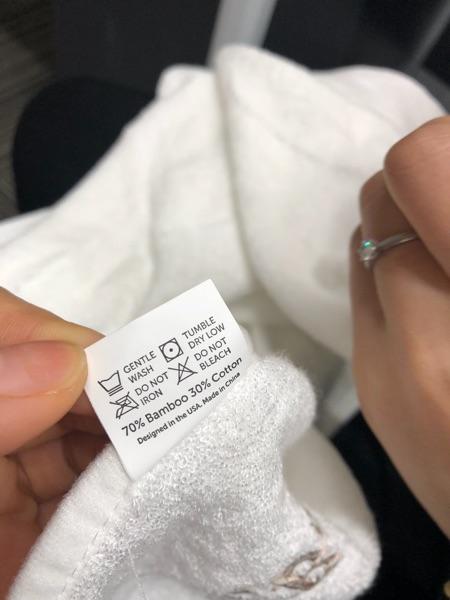 GENTLE
WASH
TUMBLE
DRY LOW
DO NOT
IRON
DO NOT
BLEACH
70% Bamboo 30% Cotton
Designed in the USA. Made in China